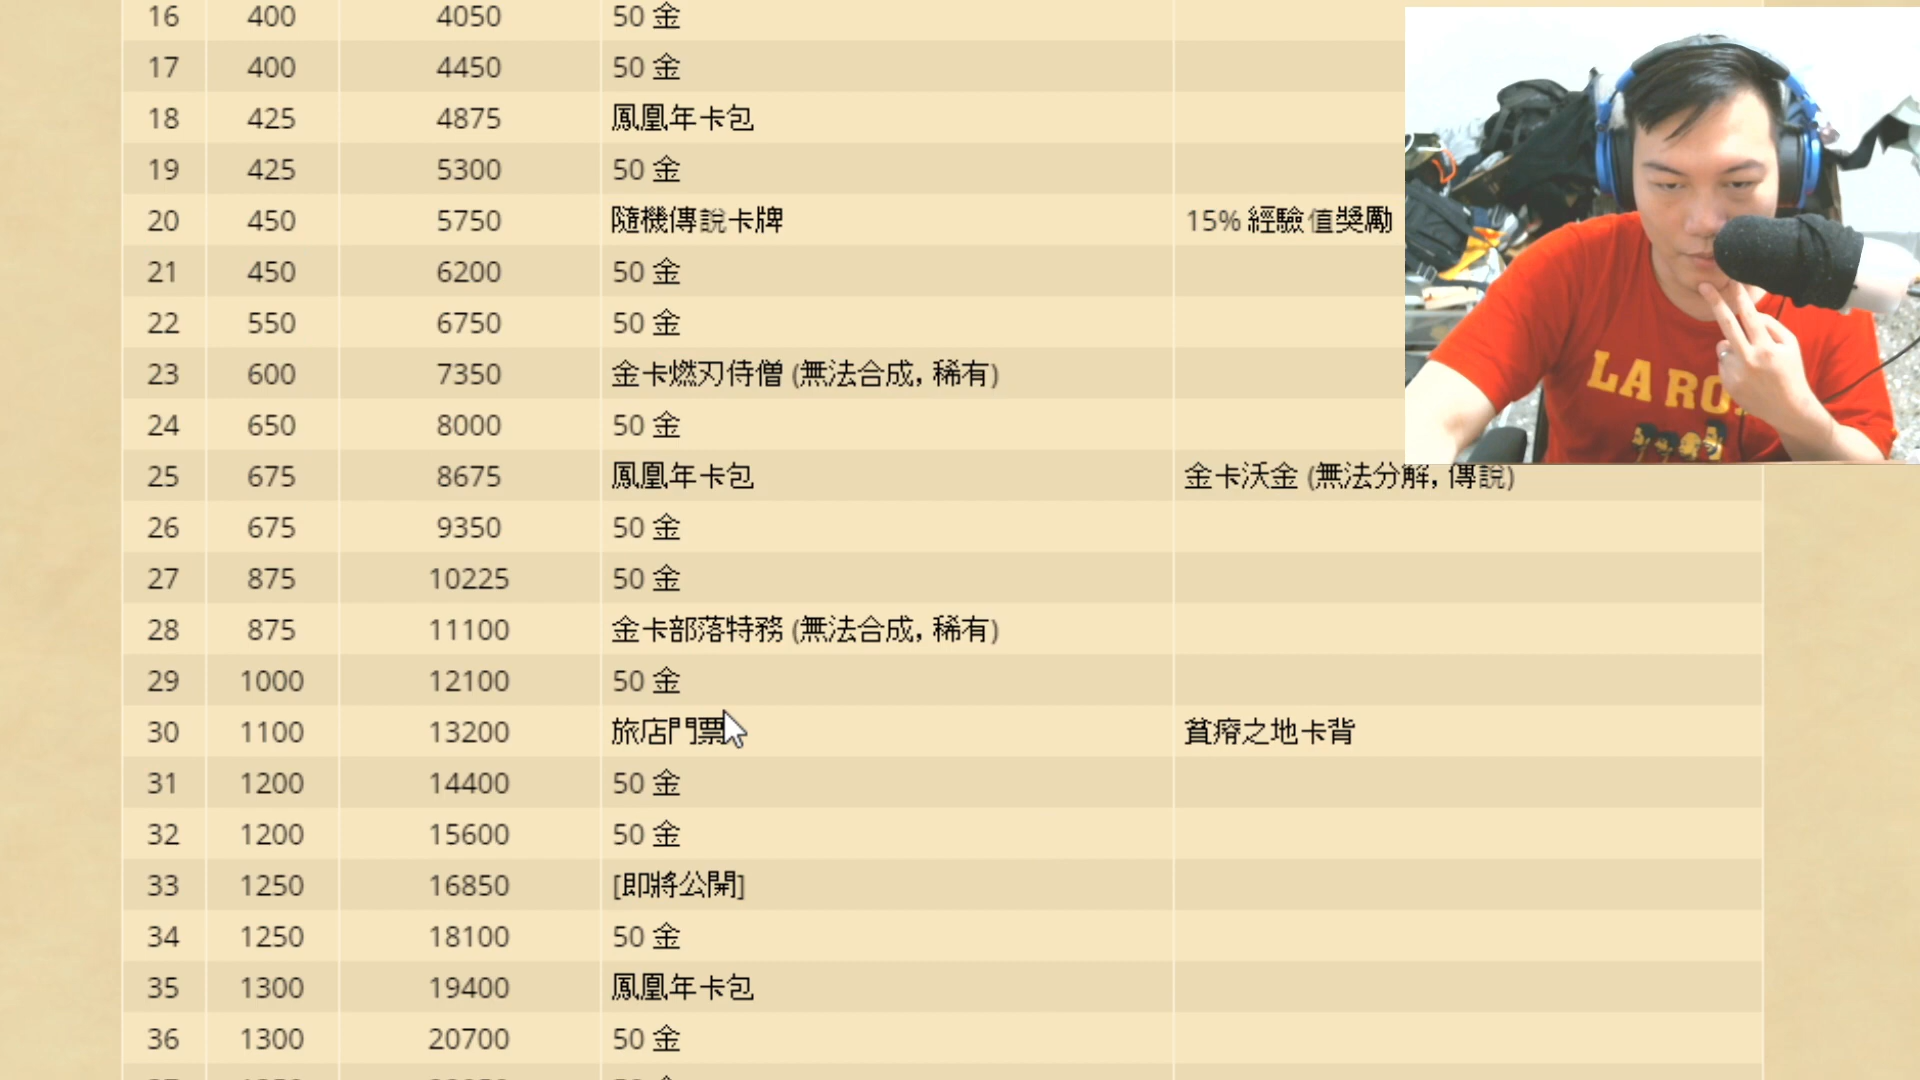 16 400 4050 50 金
17 400 4450 50 金
18 425 4875 鳳凰年卡包
19 425 5300 50 金
20 450 5750 隨機傳說卡牌 15% 經驗值獎勵
21 450 6200 50 金
22 550 6750 50 金
23 600 7350 金卡燃刃侍僧 (無法合成, 稀有)
24 650 8000 50 金
25 675 8675 鳳凰年卡包 金卡沃金 (無法分解, 傳說)
26 675 9350 50 金
27 875 10225 50 金
28 875 11100 金卡部落特務 (無法合成, 稀有)
29 1000 12100 50 金
30 1100 13200 旅店門票 貧瘠之地卡背
31 1200 14400 50 金
32 1200 15600 50 金
33 1250 16850 [即將公開]
34 1250 18100 50 金
35 1300 19400 鳳凰年卡包
36 1300 20700 50 金
LA RO